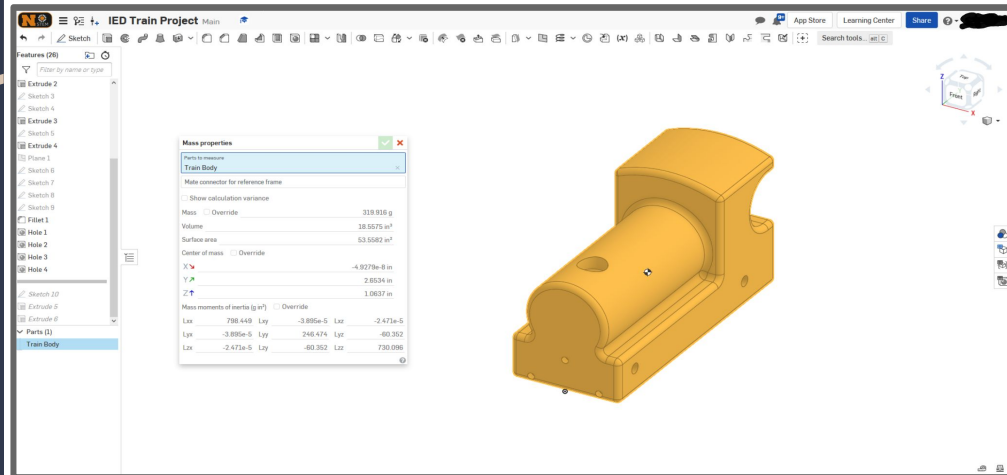 N STEM IED Train Project Main App Store Learning Center Share
Sketch Search tools... alt C
Features (26)
Filter by name or type
Extrude 2
Sketch 3
Sketch 4
Extrude 3
Sketch 5
Extrude 4
Plane 1
Sketch 6
Sketch 7
Sketch 8
Sketch 9
Fillet 1
Hole 1
Hole 2
Hole 3
Hole 4
Sketch 10
Extrude 5
Extrude 6
Parts (1)
Train Body
Mass properties
Parts to measure
Train Body
Mate connector for reference frame
Show calculation variance
Mass Override 319.916 g
Volume 18.5575 in³
Surface area 53.5582 in²
Center of mass Override
X -4.9279e-8 in
Y 2.6534 in
Z 1.0637 in
Mass moments of inertia (g in²) Override
Lxx 798.449 Lxy -3.895e-5 Lxz -2.471e-5
Lyx -3.895e-5 Lyy 246.474 Lyz -60.352
Lzx -2.471e-5 Lzy -60.352 Lzz 730.096
Z
Top
Front
Right
X